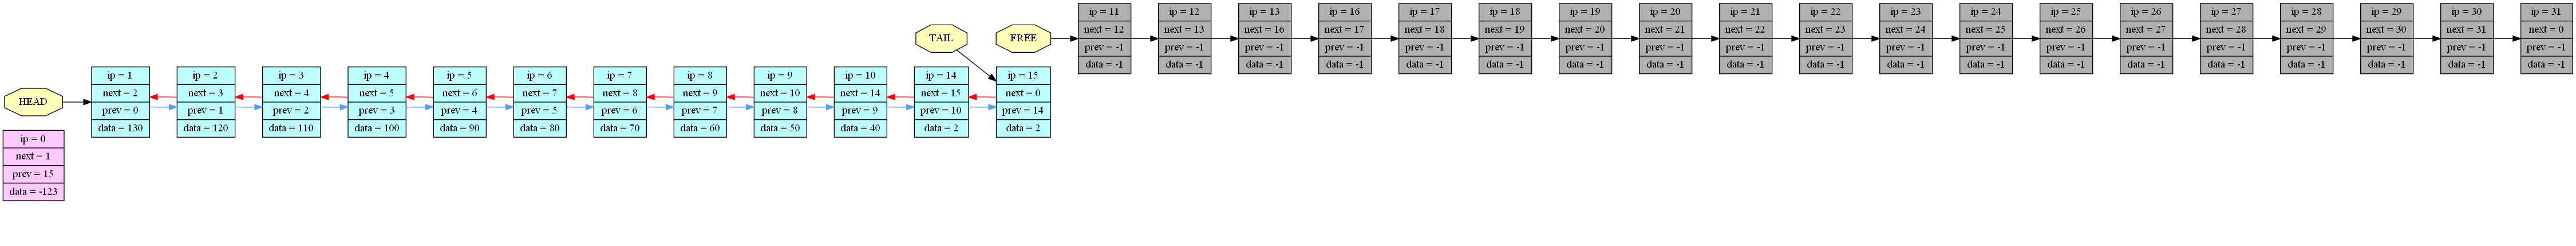 HEAD
ip = 0
next = 1
prev = 15
data = -123
ip = 1
next = 2
prev = 0
data = 130
ip = 2
next = 3
prev = 1
data = 120
ip = 3
next = 4
prev = 2
data = 110
ip = 4
next = 5
prev = 3
data = 100
ip = 5
next = 6
prev = 4
data = 90
ip = 6
next = 7
prev = 5
data = 80
ip = 7
next = 8
prev = 6
data = 70
ip = 8
next = 9
prev = 7
data = 60
ip = 9
next = 10
prev = 8
data = 50
ip = 10
next = 14
prev = 9
data = 40
TAIL
ip = 14
next = 15
prev = 10
data = 2
FREE
ip = 15
next = 0
prev = 14
data = 2
ip = 11
next = 12
prev = -1
data = -1
ip = 12
next = 13
prev = -1
data = -1
ip = 13
next = 16
prev = -1
data = -1
ip = 16
next = 17
prev = -1
data = -1
ip = 17
next = 18
prev = -1
data = -1
ip = 18
next = 19
prev = -1
data = -1
ip = 19
next = 20
prev = -1
data = -1
ip = 20
next = 21
prev = -1
data = -1
ip = 21
next = 22
prev = -1
data = -1
ip = 22
next = 23
prev = -1
data = -1
ip = 23
next = 24
prev = -1
data = -1
ip = 24
next = 25
prev = -1
data = -1
ip = 25
next = 26
prev = -1
data = -1
ip = 26
next = 27
prev = -1
data = -1
ip = 27
next = 28
prev = -1
data = -1
ip = 28
next = 29
prev = -1
data = -1
ip = 29
next = 30
prev = -1
data = -1
ip = 30
next = 31
prev = -1
data = -1
ip = 31
next = 0
prev = -1
data = -1